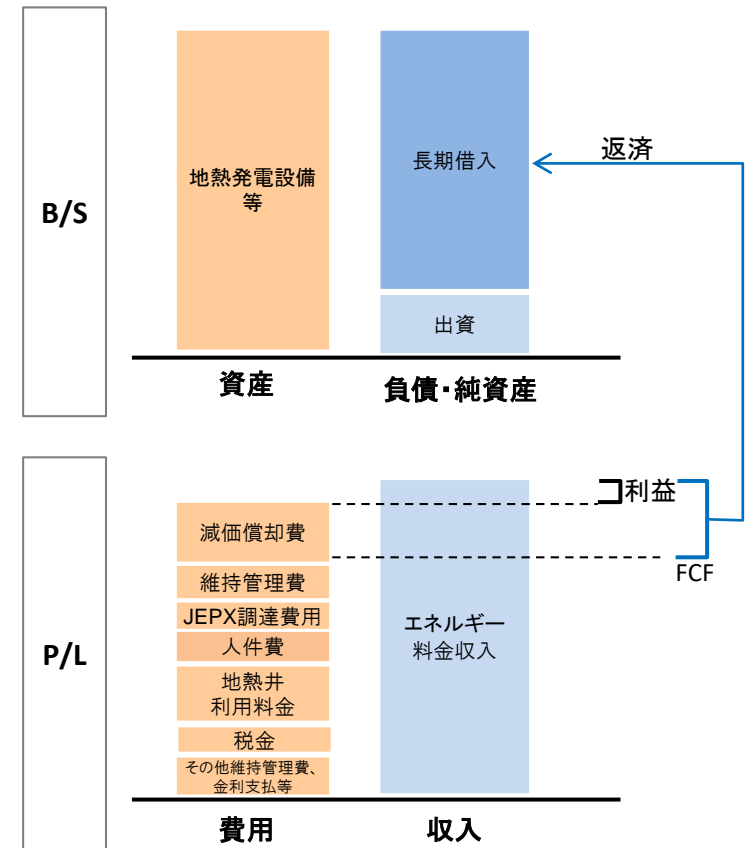 B/S
地熱発電設備
等
長期借入
返済
出資
資産
負債・純資産
P/L
利益
FCF
減価償却費
維持管理費
JEPX調達費用
人件費
地熱井
利用料金
税金
その他維持管理費、
金利支払等
エネルギー
料金収入
費用
収入